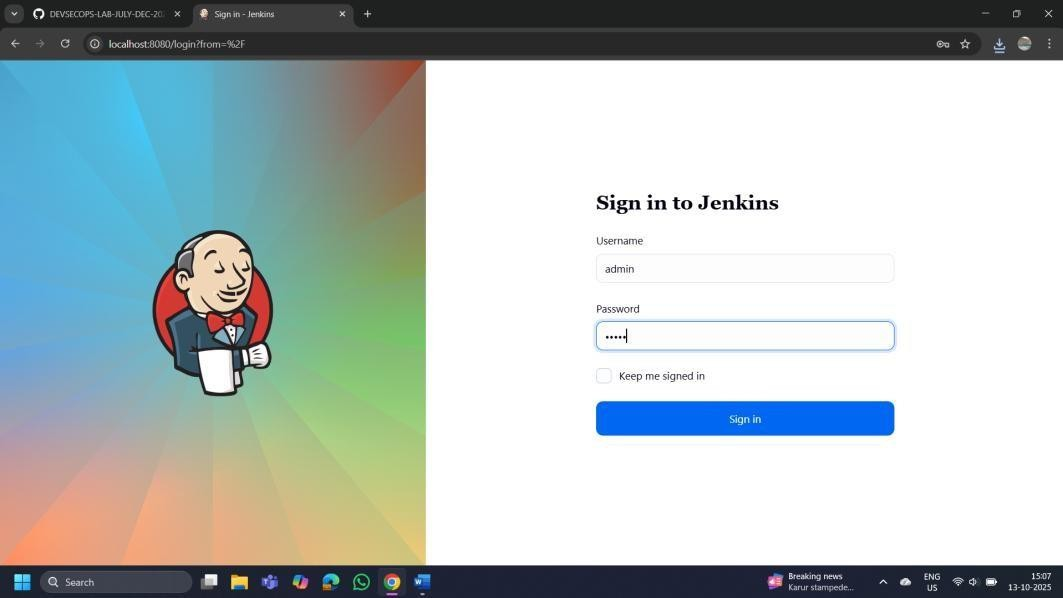 DEVSECOPS-LAB-JULY-DEC-202
Sign in - Jenkins
localhost:8080/login?from=%2F
Sign in to Jenkins
Username
admin
Password
•••••
Keep me signed in
Sign in
Search
Breaking news
Karur stampede...
ENG
US
15:07
13-10-2025